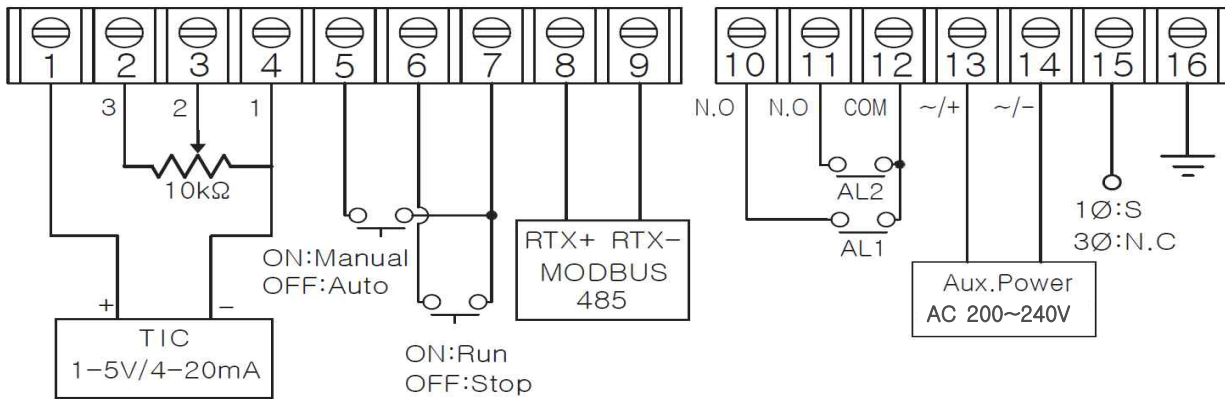 1 2 3 4 5 6 7 8 9
10 11 12 13 14 15 16
3 2 1
10kΩ
ON:Manual
OFF:Auto
+ −
TIC
1-5V/4-20mA
ON:Run
OFF:Stop
RTX+ RTX-
MODBUS
485
N.O N.O COM ~/+ ~/-
AL2
AL1
1Ø:S
3Ø:N.C
Aux.Power
AC 200~240V